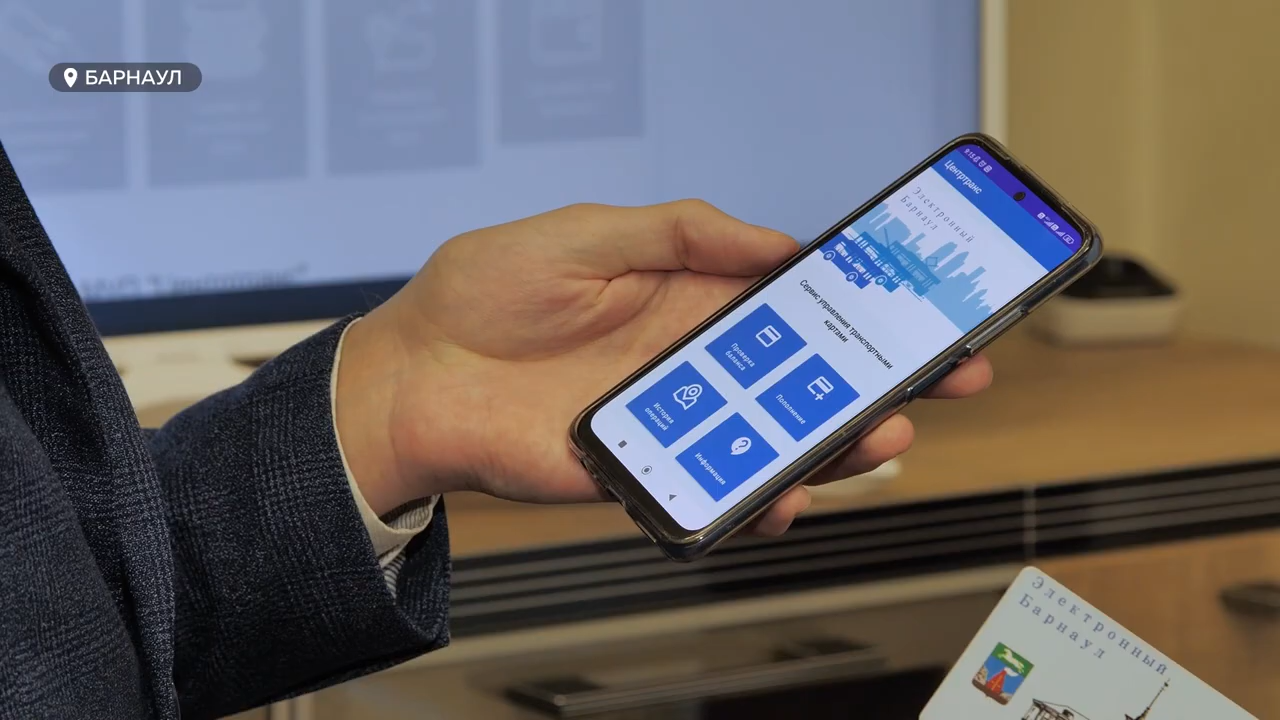 БАРНАУЛ
Центртранс
Электронный
Барнаул
Сервис управления транспортными
картами
Проверка
баланса
Пополнение
История
операций
Информация
Электронный
Барнаул